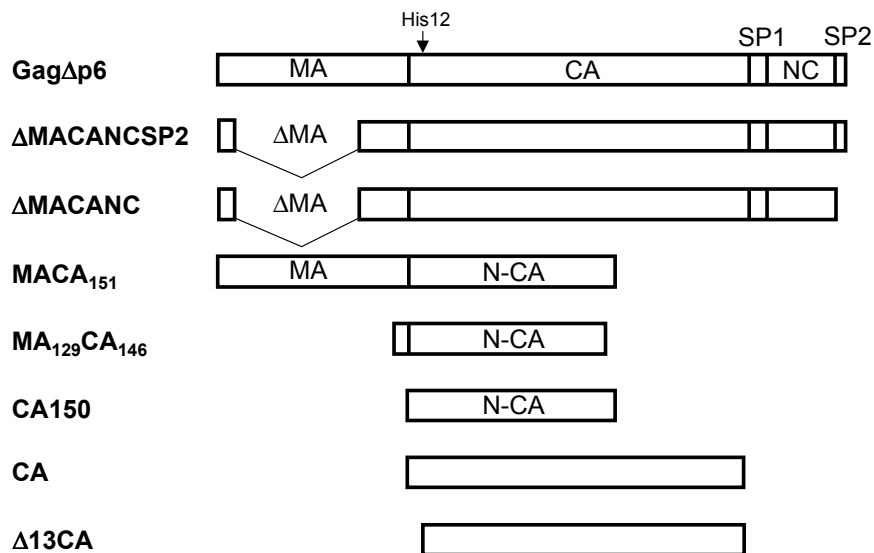 His12
SP1 SP2
GagΔp6 MA CA NC
ΔMACANCSP2 ΔMA
ΔMACANC ΔMA
MACA₁₅₁ MA N-CA
MA₁₂₉CA₁₄₆ N-CA
CA150 N-CA
CA
Δ13CA